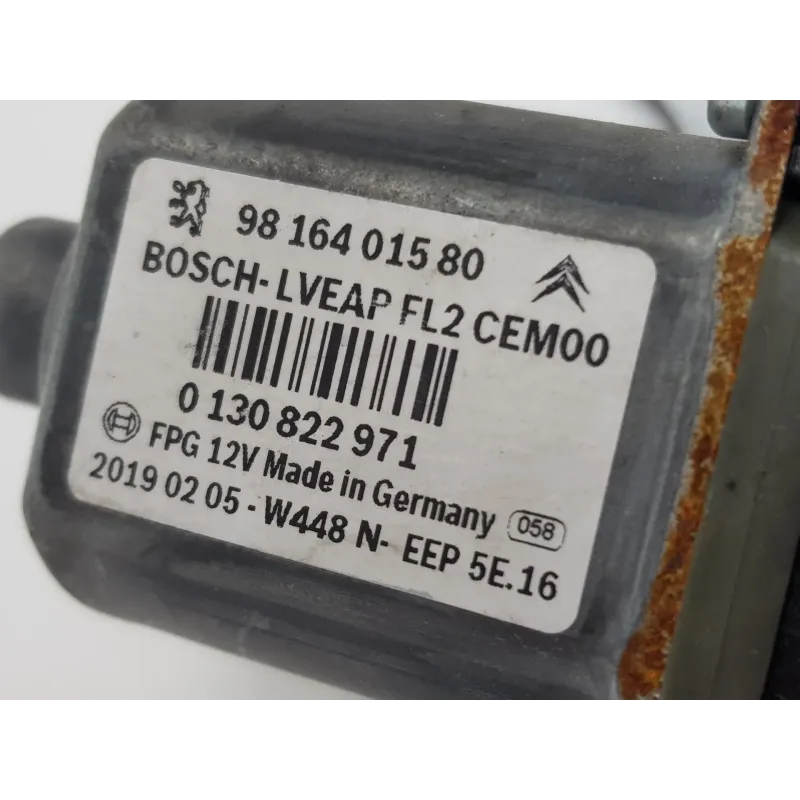 98 164 015 80
BOSCH- LVEAP FL2 CEM00
0 130 822 971
FPG 12V Made in Germany 058
2019 02 05 - W448 N- EEP 5E.16